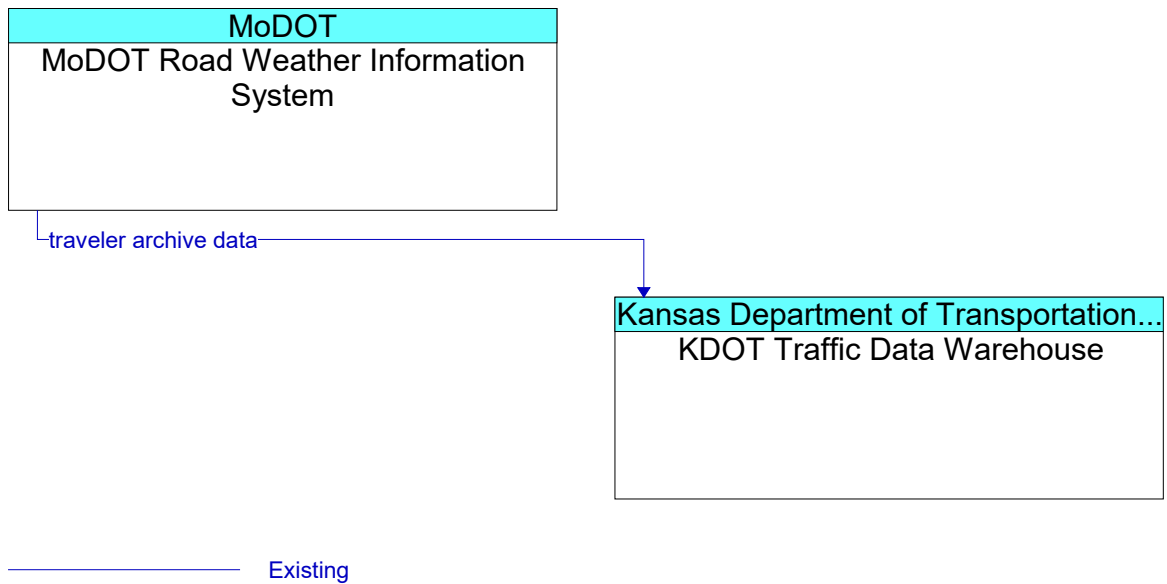 MoDOT
MoDOT Road Weather Information
System
traveler archive data
Kansas Department of Transportation...
KDOT Traffic Data Warehouse
Existing